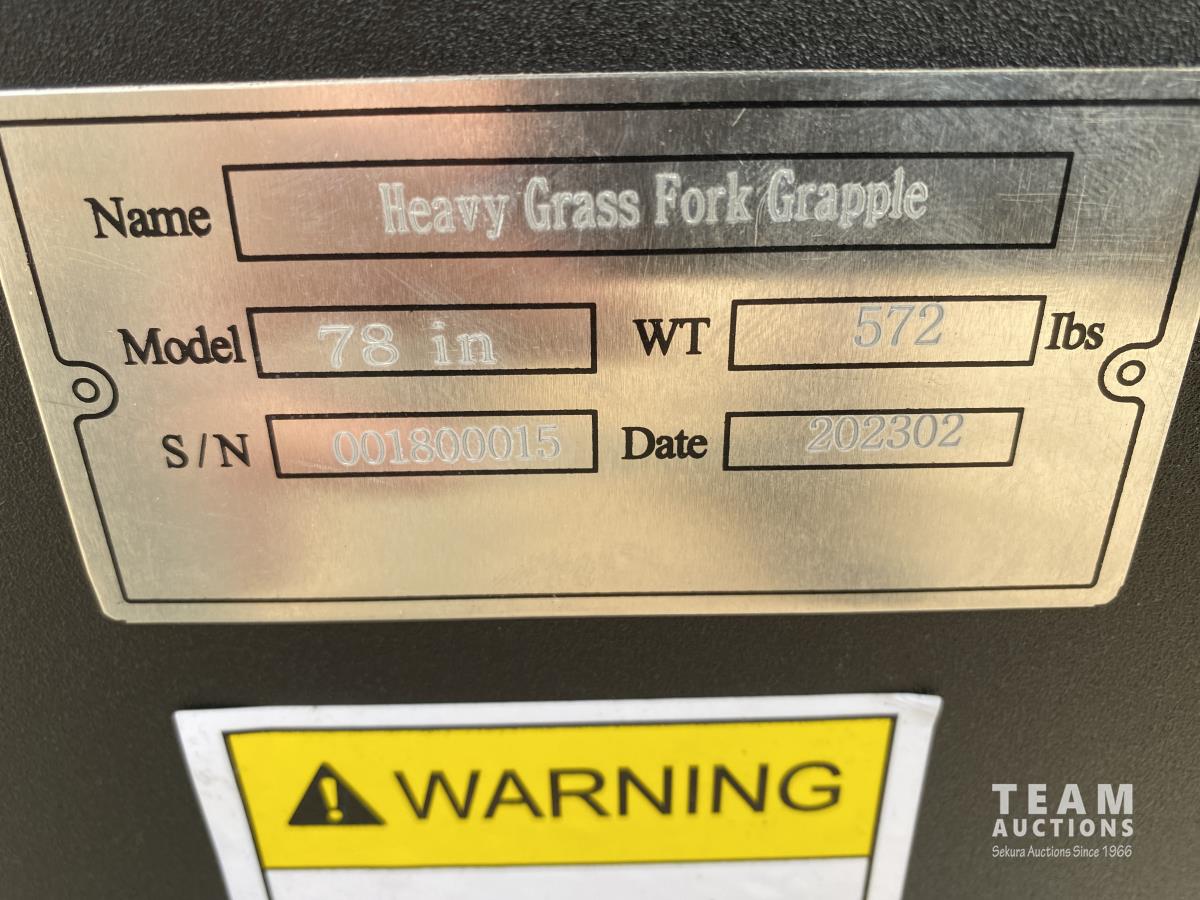 Name Heavy Grass Fork Grapple
Model 78 in WT 572 lbs
S/N 001800015 Date 202302
WARNING
TEAM
AUCTIONS
Sekura Auctions Since 1966